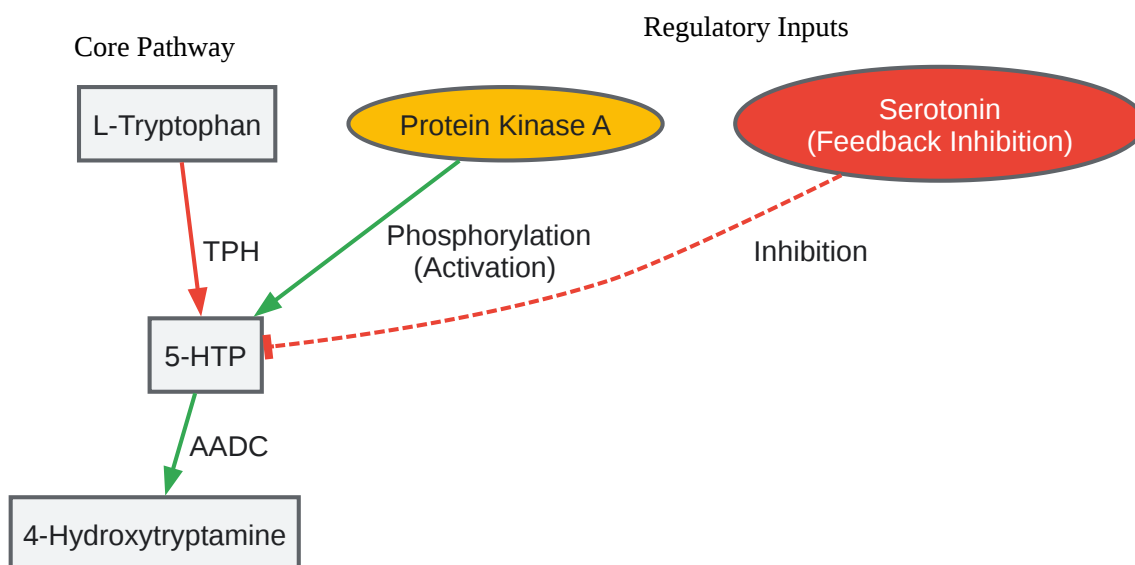 Core Pathway
Regulatory Inputs
L-Tryptophan
Protein Kinase A
Serotonin
(Feedback Inhibition)
TPH
Phosphorylation
(Activation)
Inhibition
5-HTP
AADC
4-Hydroxytryptamine